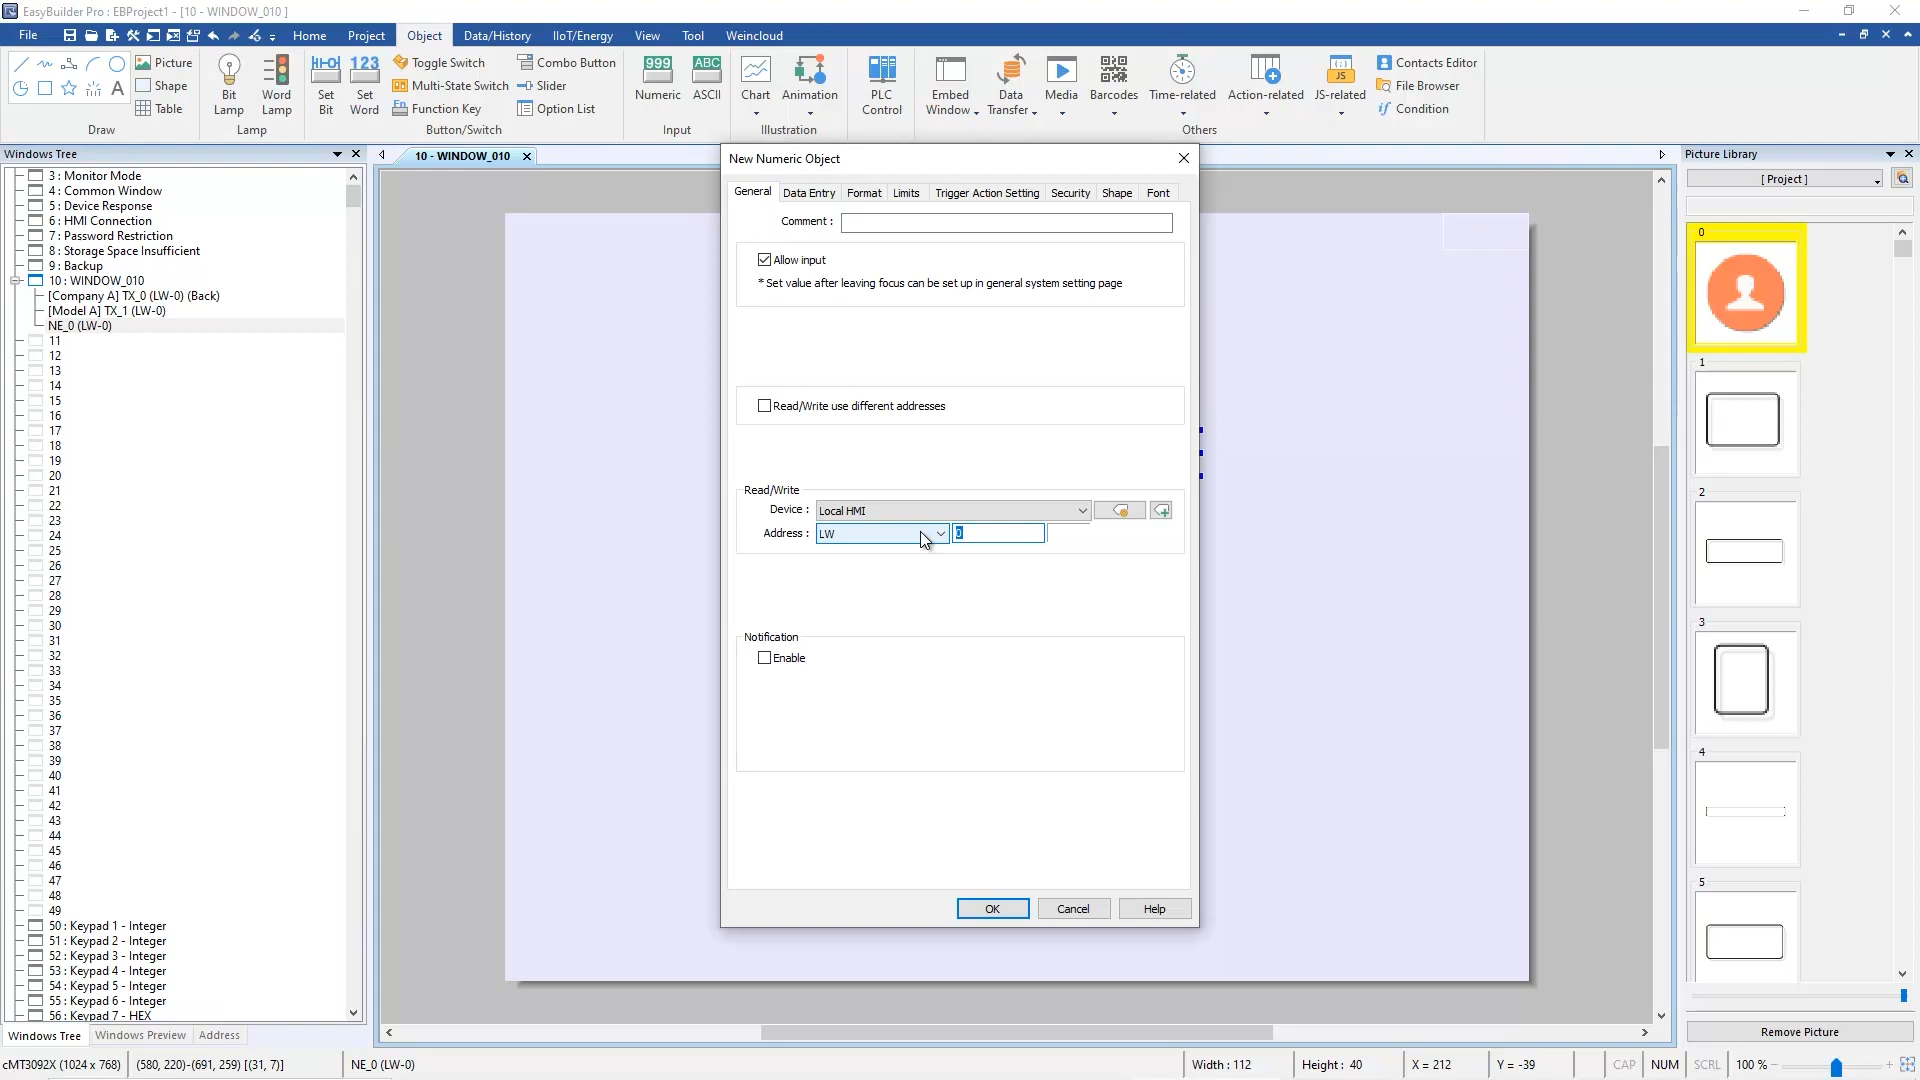 EasyBuilder Pro : EBProject1 - [10 - WINDOW_010 ]
File Home Project Object Data/History IIoT/Energy View Tool Weincloud
Picture
Shape
Table
Draw
Bit Lamp
Word Lamp
Lamp
Set Bit
Set Word
Toggle Switch
Multi-State Switch
Function Key
Combo Button
Slider
Option List
Button/Switch
999
Numeric
ABC
ASCII
Input
Chart
Animation
Illustration
PLC Control
Embed Window
Data Transfer
Media
Barcodes
Time-related
Action-related
JS
JS-related
Contacts Editor
File Browser
Condition
Others
Windows Tree
3 : Monitor Mode
4 : Common Window
5 : Device Response
6 : HMI Connection
7 : Password Restriction
8 : Storage Space Insufficient
9 : Backup
10 : WINDOW_010
[Company A] TX_0 (LW-0) (Back)
[Model A] TX_1 (LW-0)
NE_0 (LW-0)
11
12
13
14
15
16
17
18
19
20
21
22
23
24
25
26
27
28
29
30
31
32
33
34
35
36
37
38
39
40
41
42
43
44
45
46
47
48
49
50 : Keypad 1 - Integer
51 : Keypad 2 - Integer
52 : Keypad 3 - Integer
53 : Keypad 4 - Integer
54 : Keypad 5 - Integer
55 : Keypad 6 - Integer
56 : Keypad 7 - HEX
Windows Tree Windows Preview Address
10 - WINDOW_010
New Numeric Object
General Data Entry Format Limits Trigger Action Setting Security Shape Font
Comment :
Allow input
* Set value after leaving focus can be set up in general system setting page
Read/Write use different addresses
Read/Write
Device : Local HMI
Address : LW 0
Notification
Enable
OK Cancel Help
Picture Library
[ Project ]
0
1
2
3
4
5
Remove Picture
cMT3092X (1024 x 768) (580, 220)-(691, 259) [(31, 7)] NE_0 (LW-0) Width : 112 Height : 40 X = 212 Y = -39 CAP NUM SCRL 100 %